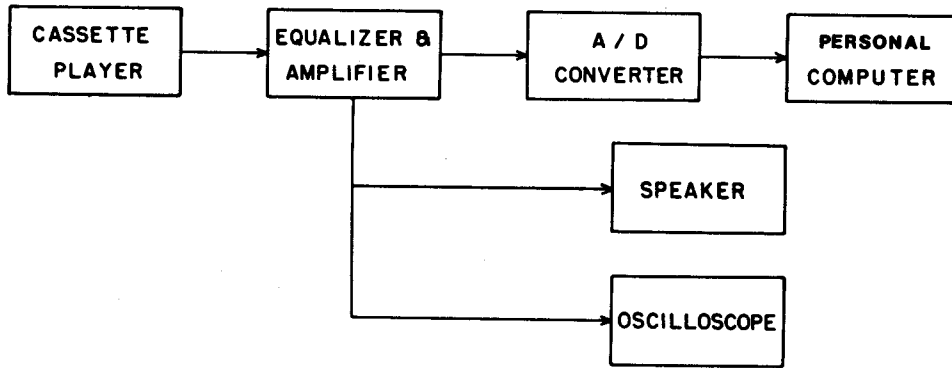 CASSETTE
PLAYER
EQUALIZER &
AMPLIFIER
A / D
CONVERTER
PERSONAL
COMPUTER
SPEAKER
OSCILLOSCOPE